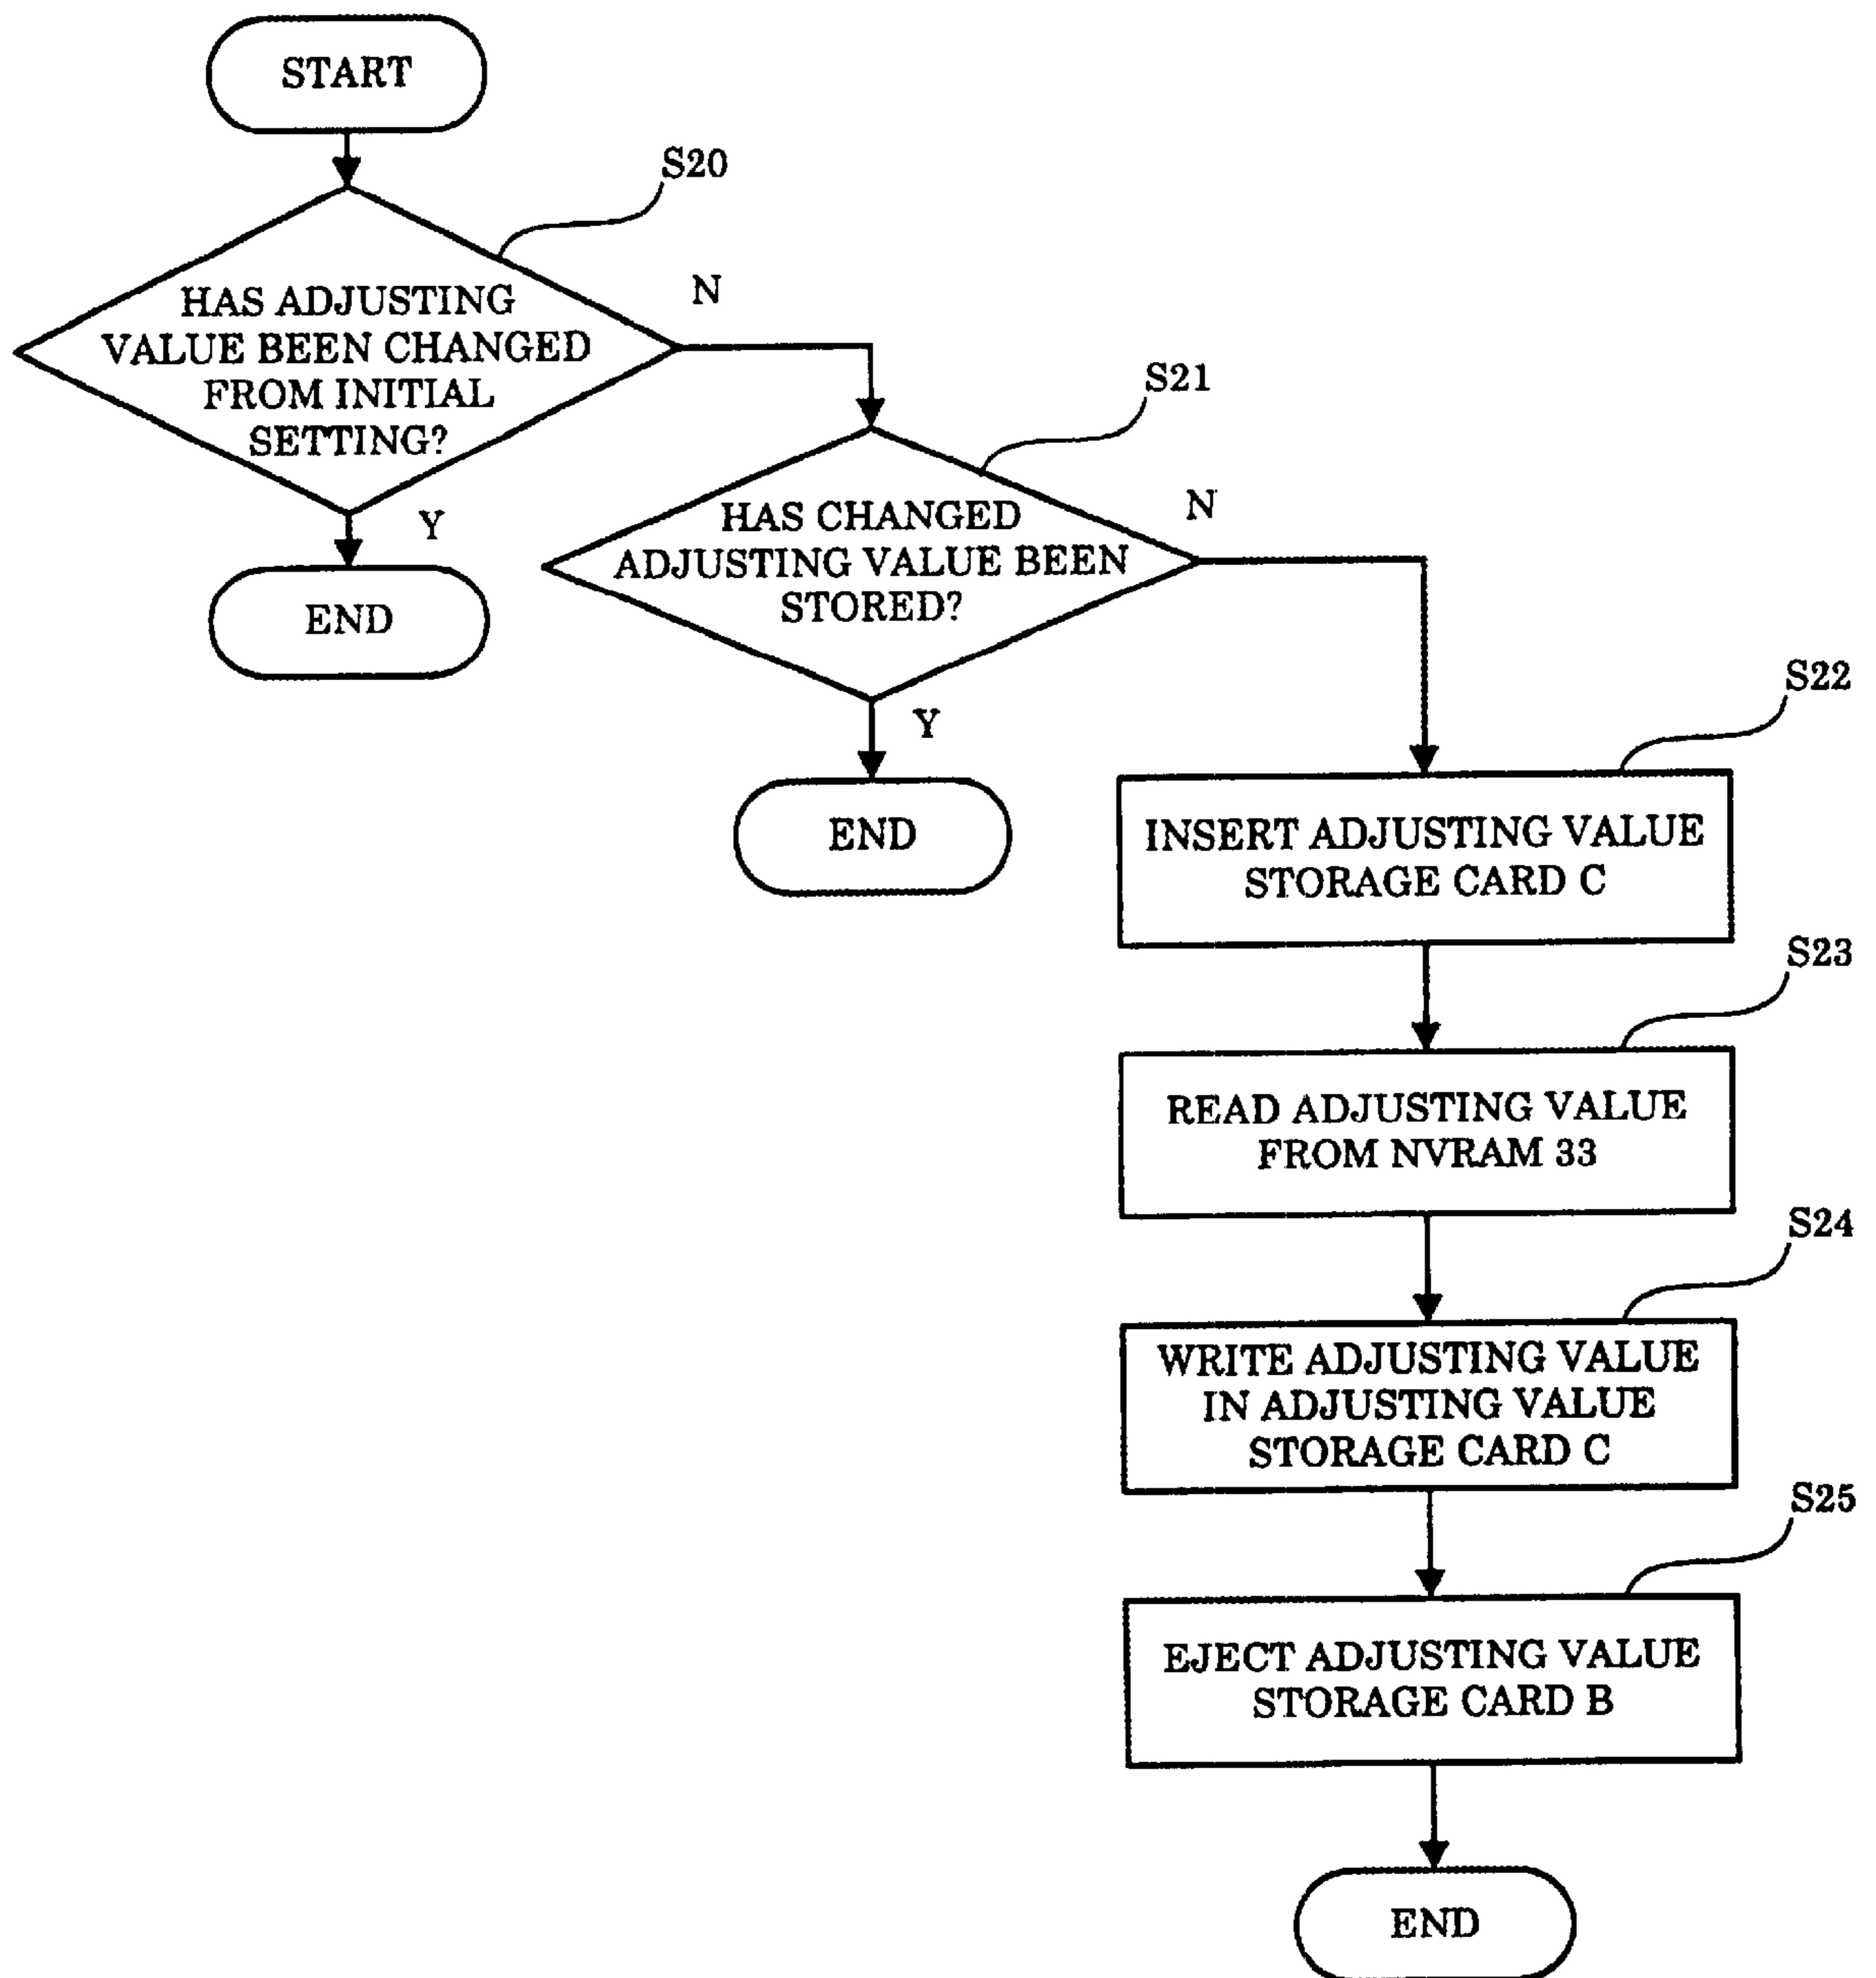 START
S20
HAS ADJUSTING
VALUE BEEN CHANGED
FROM INITIAL
SETTING?
N
Y
END
S21
HAS CHANGED
ADJUSTING VALUE BEEN
STORED?
N
Y
END
S22
INSERT ADJUSTING VALUE
STORAGE CARD C
S23
READ ADJUSTING VALUE
FROM NVRAM 33
S24
WRITE ADJUSTING VALUE
IN ADJUSTING VALUE
STORAGE CARD C
S25
EJECT ADJUSTING VALUE
STORAGE CARD B
END